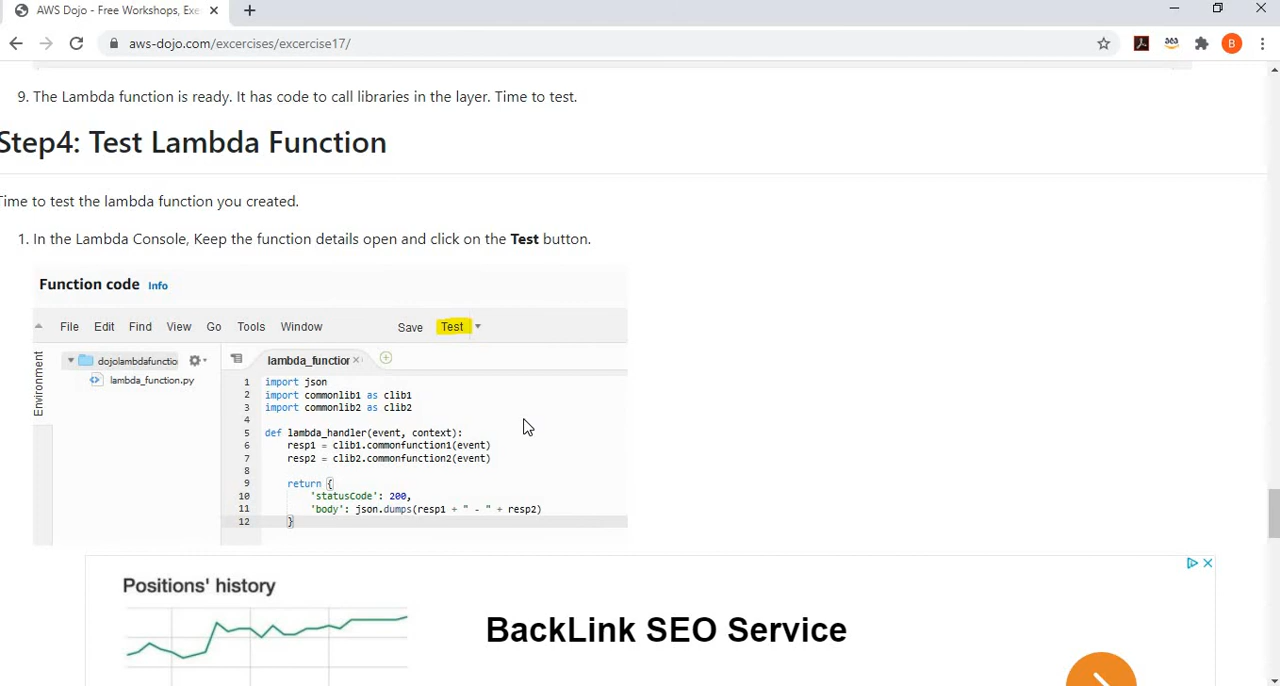 AWS Dojo - Free Workshops, Exe
aws-dojo.com/excercises/excercise17/
B
9. The Lambda function is ready. It has code to call libraries in the layer. Time to test.
Step4: Test Lambda Function
Time to test the lambda function you created.
1. In the Lambda Console, Keep the function details open and click on the Test button.
Function code Info
File Edit Find View Go Tools Window Save Test
Environment
dojolambdafunctio
lambda_function.py
lambda_function
1 import json
2 import commonlib1 as clib1
3 import commonlib2 as clib2
4
5 def lambda_handler(event, context):
6 resp1 = clib1.commonfunction1(event)
7 resp2 = clib2.commonfunction2(event)
8
9 return {
10 'statusCode': 200,
11 'body': json.dumps(resp1 + " - " + resp2)
12 }
Positions' history
BackLink SEO Service